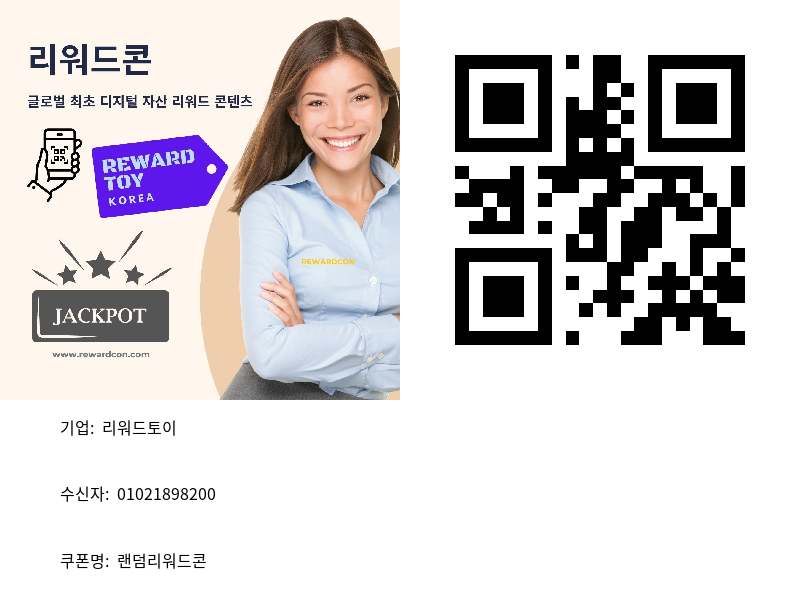 리워드콘
글로벌 최초 디지털 자산 리워드 콘텐츠
REWARD
TOY
KOREA
REWARDCON
JACKPOT
www.rewardcon.com
기업: 리워드토이
수신자: 01021898200
쿠폰명: 랜덤리워드콘